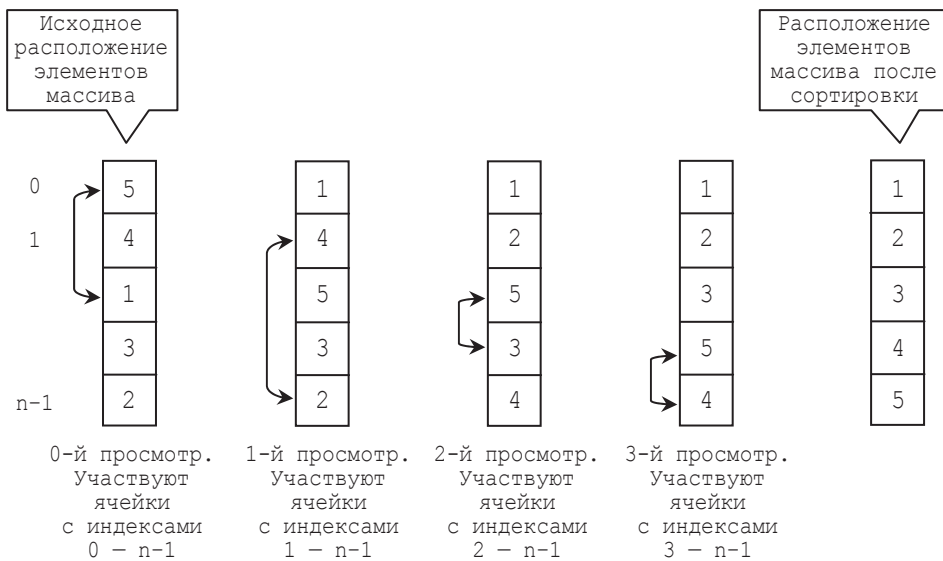 Исходное
расположение
элементов
массива
Расположение
элементов
массива после
сортировки
0 5 1 1 1 1
1 4 4 2 2 2
1 5 5 3 3
3 3 3 5 4
n-1 2 2 4 4 5
0-й просмотр.
Участвуют
ячейки
с индексами
0 — n-1
1-й просмотр.
Участвуют
ячейки
с индексами
1 — n-1
2-й просмотр.
Участвуют
ячейки
с индексами
2 — n-1
3-й просмотр.
Участвуют
ячейки
с индексами
3 — n-1